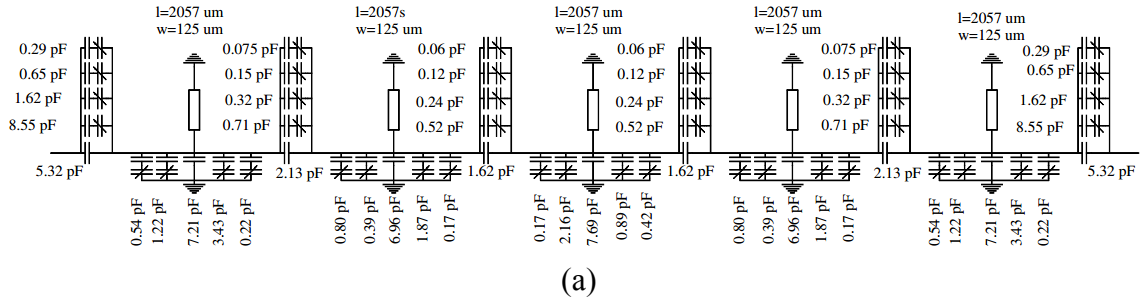 l=2057 um
w=125 um
l=2057s
w=125 um
l=2057 um
w=125 um
l=2057 um
w=125 um
l=2057 um
w=125 um
0.29 pF
0.65 pF
1.62 pF
8.55 pF
5.32 pF
0.075 pF
0.15 pF
0.32 pF
0.71 pF
2.13 pF
0.06 pF
0.12 pF
0.24 pF
0.52 pF
1.62 pF
0.06 pF
0.12 pF
0.24 pF
0.52 pF
1.62 pF
0.075 pF
0.15 pF
0.32 pF
0.71 pF
2.13 pF
0.29 pF
0.65 pF
1.62 pF
8.55 pF
5.32 pF
0.54 pF
1.22 pF
7.21 pF
3.43 pF
0.22 pF
0.80 pF
0.39 pF
6.96 pF
1.87 pF
0.17 pF
0.17 pF
2.16 pF
7.69 pF
0.89 pF
0.42 pF
0.80 pF
0.39 pF
6.96 pF
1.87 pF
0.17 pF
0.54 pF
1.22 pF
7.21 pF
3.43 pF
0.22 pF
(a)